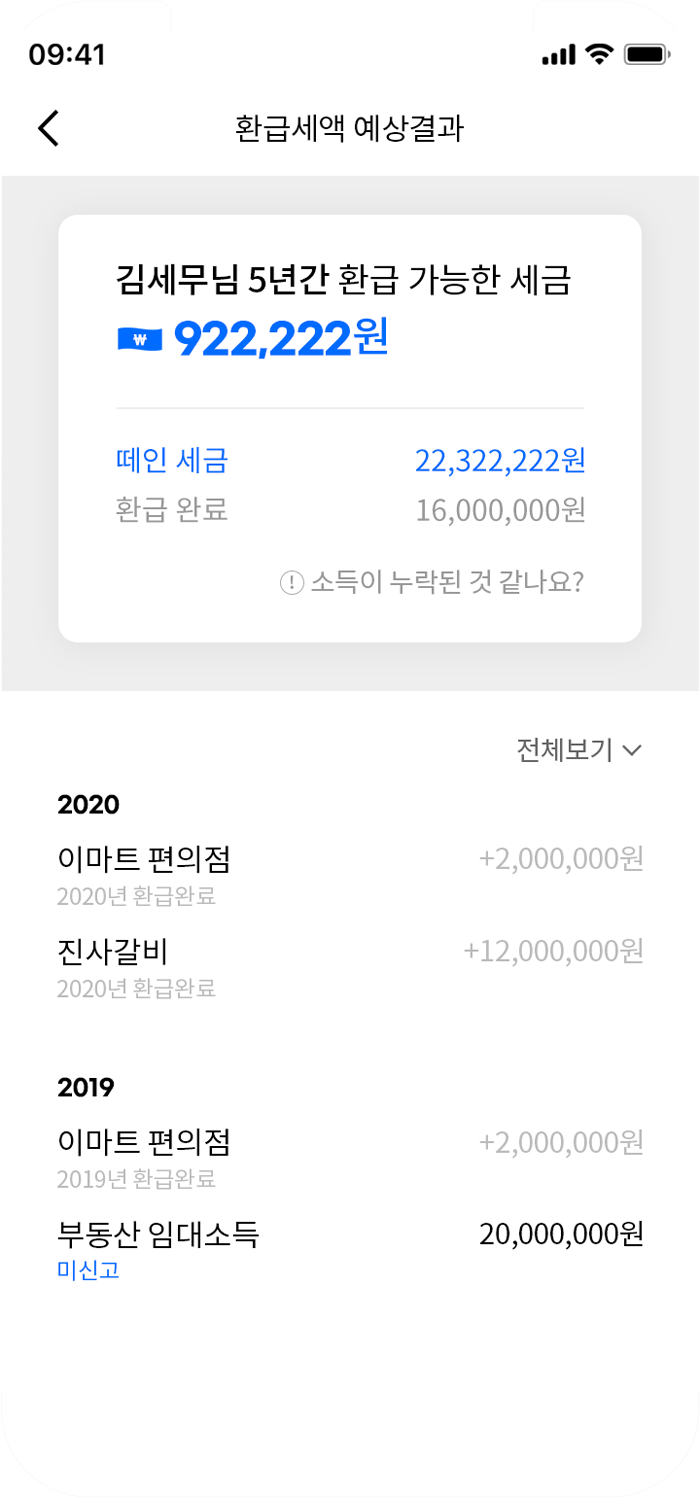 09:41
환급세액 예상결과
김세무님 5년간 환급 가능한 세금
₩ 922,222원
떼인 세금 22,322,222원
환급 완료 16,000,000원
! 소득이 누락된 것 같나요?
전체보기
2020
이마트 편의점 +2,000,000원
2020년 환급완료
진사갈비 +12,000,000원
2020년 환급완료
2019
이마트 편의점 +2,000,000원
2019년 환급완료
부동산 임대소득 20,000,000원
미신고